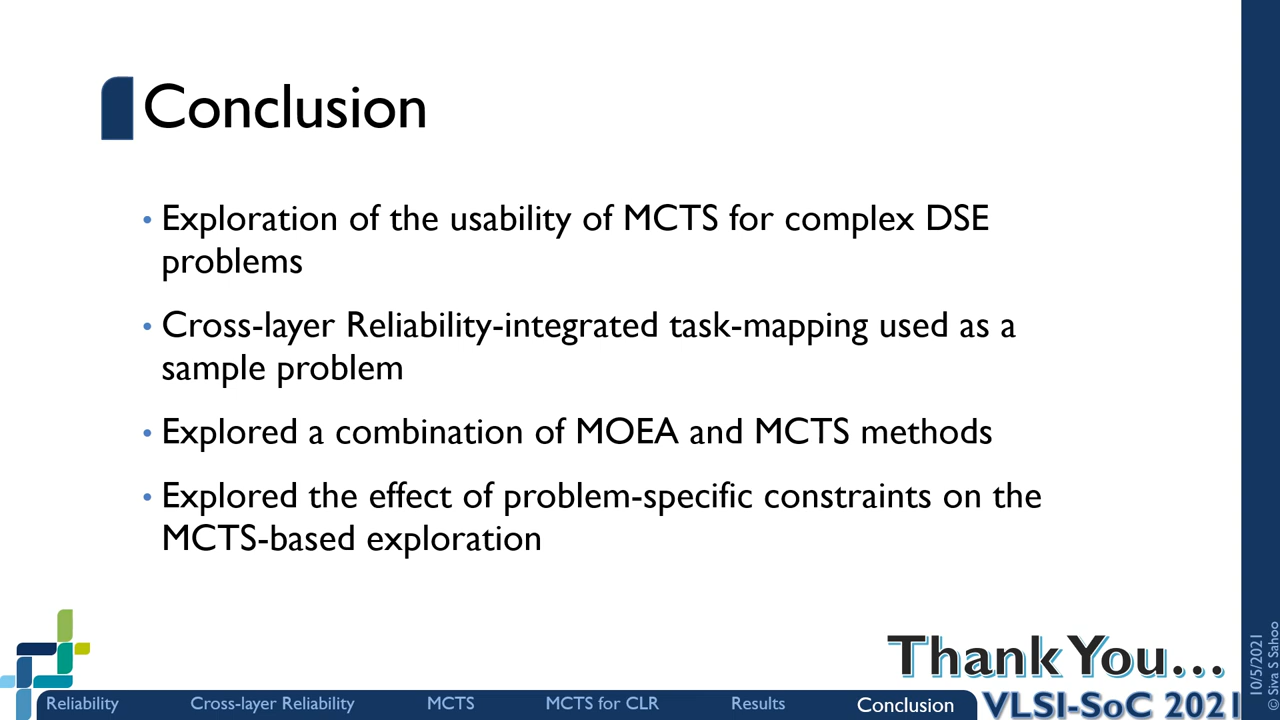 Conclusion
• Exploration of the usability of MCTS for complex DSE
problems
• Cross-layer Reliability-integrated task-mapping used as a
sample problem
• Explored a combination of MOEA and MCTS methods
• Explored the effect of problem-specific constraints on the
MCTS-based exploration
Thank You...
Reliability
Cross-layer Reliability
MCTS
MCTS for CLR
Results
Conclusion
VLSI-SoC 2021
10/5/2021
© Siva S Sahoo